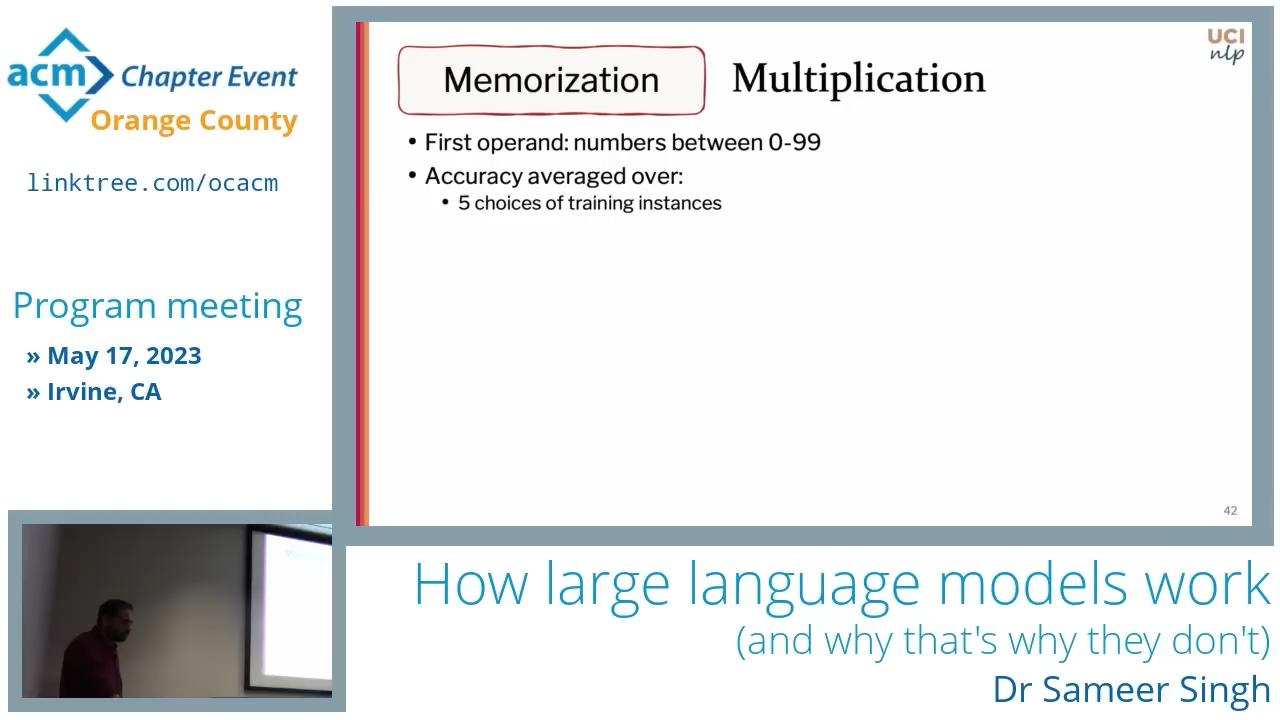 acm Chapter Event
Orange County
linktree.com/ocacm
Program meeting
» May 17, 2023
» Irvine, CA
Memorization Multiplication
UCI
nlp
• First operand: numbers between 0-99
• Accuracy averaged over:
• 5 choices of training instances
42
How large language models work
(and why that's why they don't)
Dr Sameer Singh